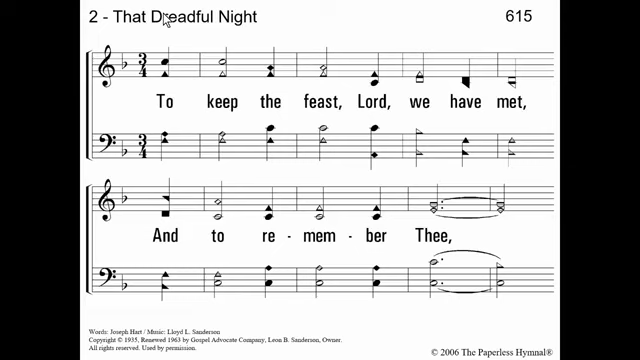 2 - That Dreadful Night 615
To keep the feast, Lord, we have met,
And to re - mem - ber Thee,
Words: Joseph Hart / Music: Lloyd L. Sanderson
Copyright © 1935, Renewed 1963 by Gospel Advocate Company, Leon B. Sanderson, Owner.
All rights reserved. Used by permission.
© 2006 The Paperless Hymnal®